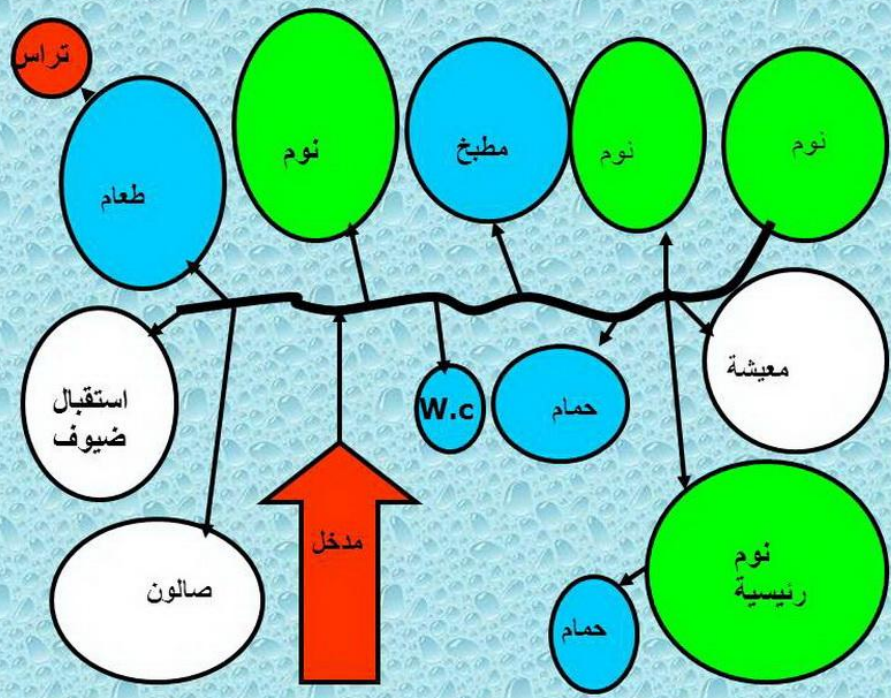 تراس
طعام
نوم
مطبخ
نوم
نوم
استقبال
ضيوف
W.c
حمام
معيشة
صالون
مدخل
نوم
رئيسية
حمام